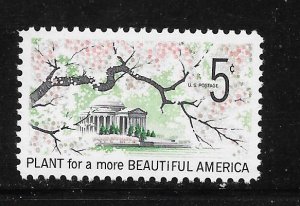 5¢
U.S. POSTAGE
PLANT for a more BEAUTIFUL AMERICA